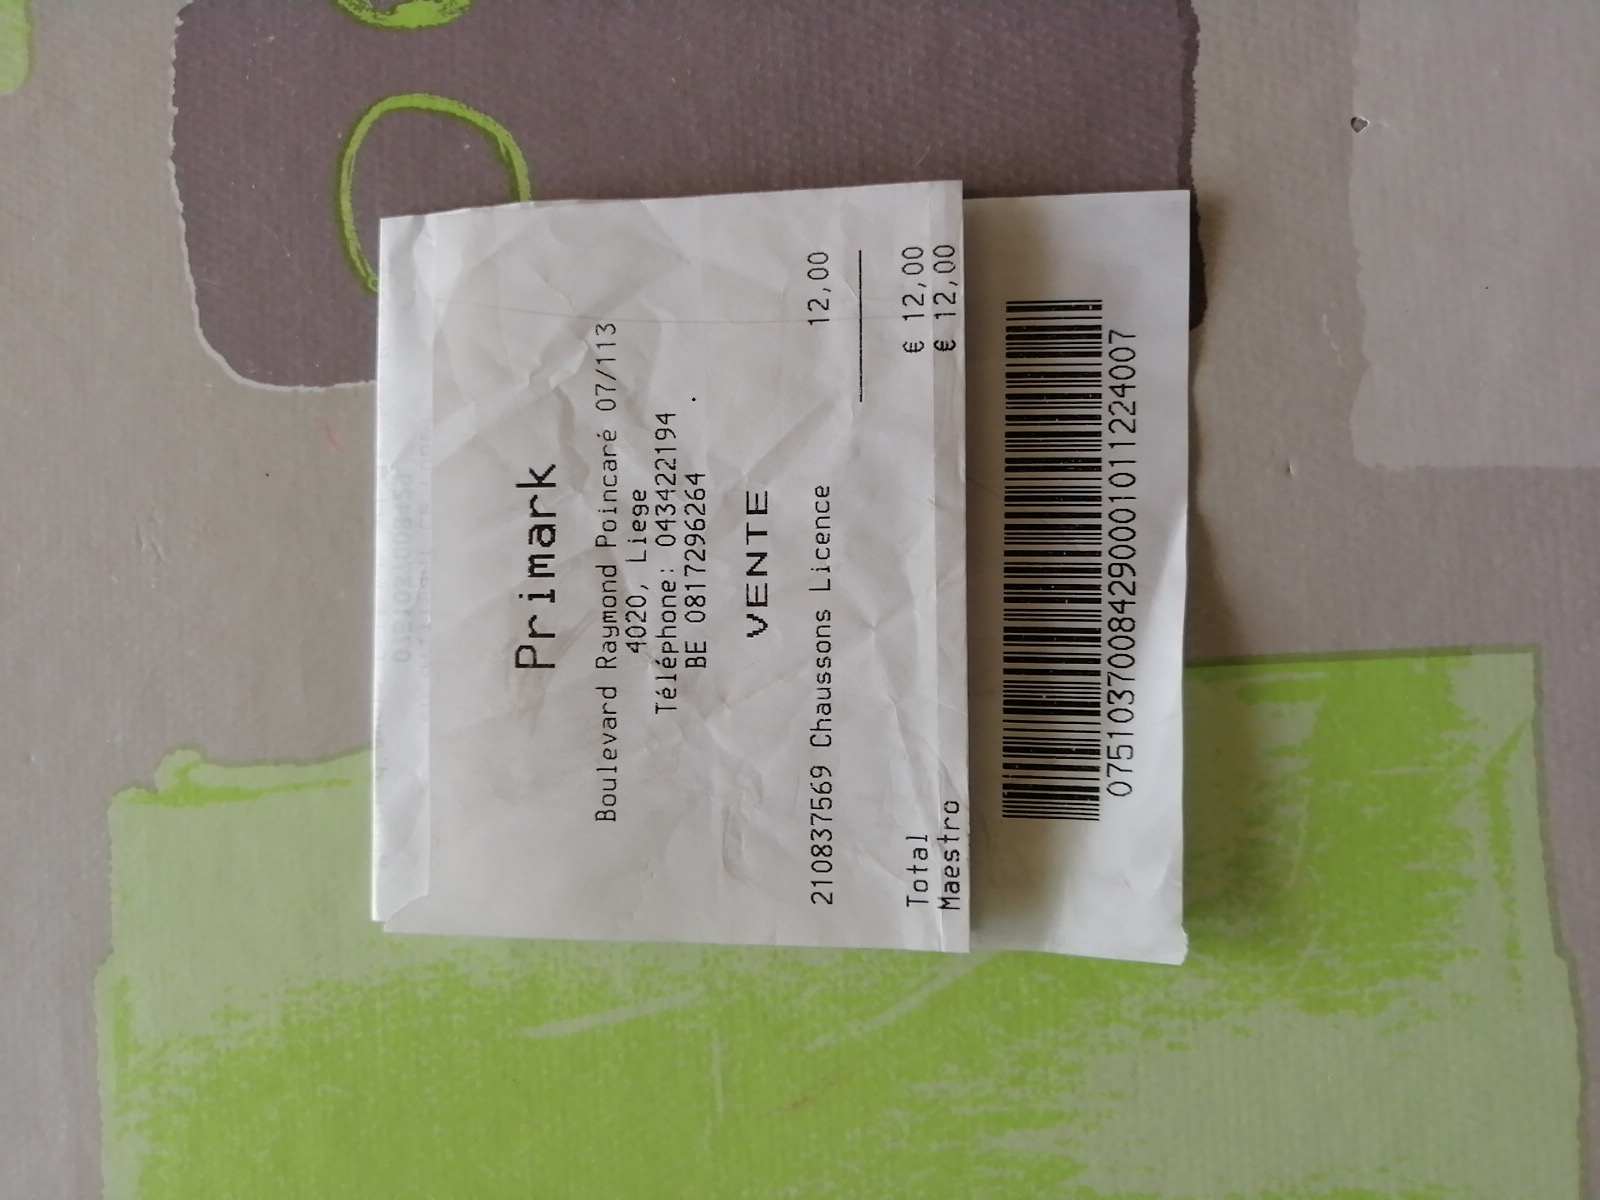 Primark
Boulevard Raymond Poincaré 07/113
4020, Liege
Téléphone: 043422194
BE 0817296264 .
VENTE
210837569 Chaussons Licence 12,00
Total € 12,00
Maestro € 12,00
07510370084290001011224007